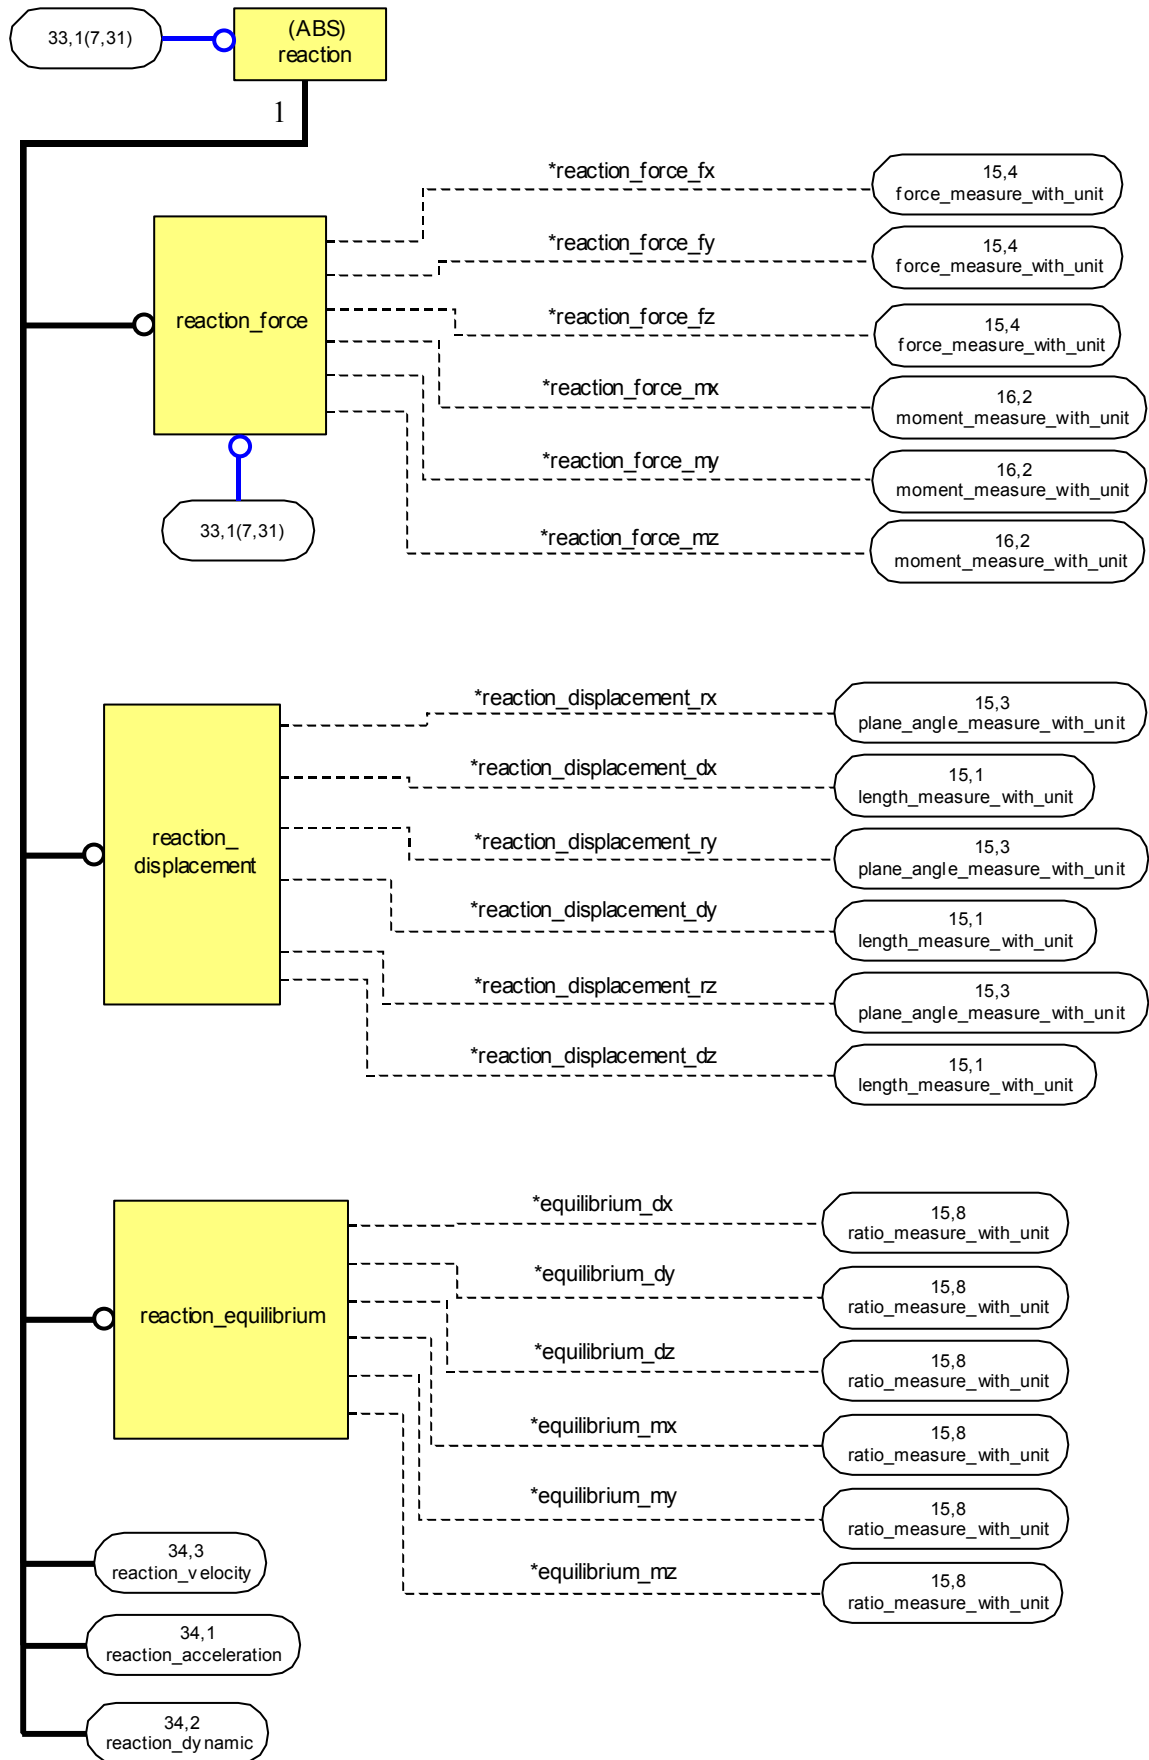 33,1(7,31)
(ABS)
reaction
1
*reaction_force_fx
15,4
force_measure_with_unit
*reaction_force_fy
15,4
force_measure_with_unit
reaction_force
*reaction_force_fz
15,4
force_measure_with_unit
*reaction_force_mx
16,2
moment_measure_with_unit
*reaction_force_my
16,2
moment_measure_with_unit
33,1(7,31)
*reaction_force_mz
16,2
moment_measure_with_unit
*reaction_displacement_rx
15,3
plane_angle_measure_with_unit
*reaction_displacement_dx
15,1
length_measure_with_unit
reaction_
displacement
*reaction_displacement_ry
15,3
plane_angle_measure_with_unit
*reaction_displacement_dy
15,1
length_measure_with_unit
*reaction_displacement_rz
15,3
plane_angle_measure_with_unit
*reaction_displacement_dz
15,1
length_measure_with_unit
*equilibrium_dx
15,8
ratio_measure_with_unit
*equilibrium_dy
15,8
ratio_measure_with_unit
reaction_equilibrium
*equilibrium_dz
15,8
ratio_measure_with_unit
*equilibrium_mx
15,8
ratio_measure_with_unit
*equilibrium_my
15,8
ratio_measure_with_unit
*equilibrium_mz
15,8
ratio_measure_with_unit
34,3
reaction_velocity
34,1
reaction_acceleration
34,2
reaction_dynamic